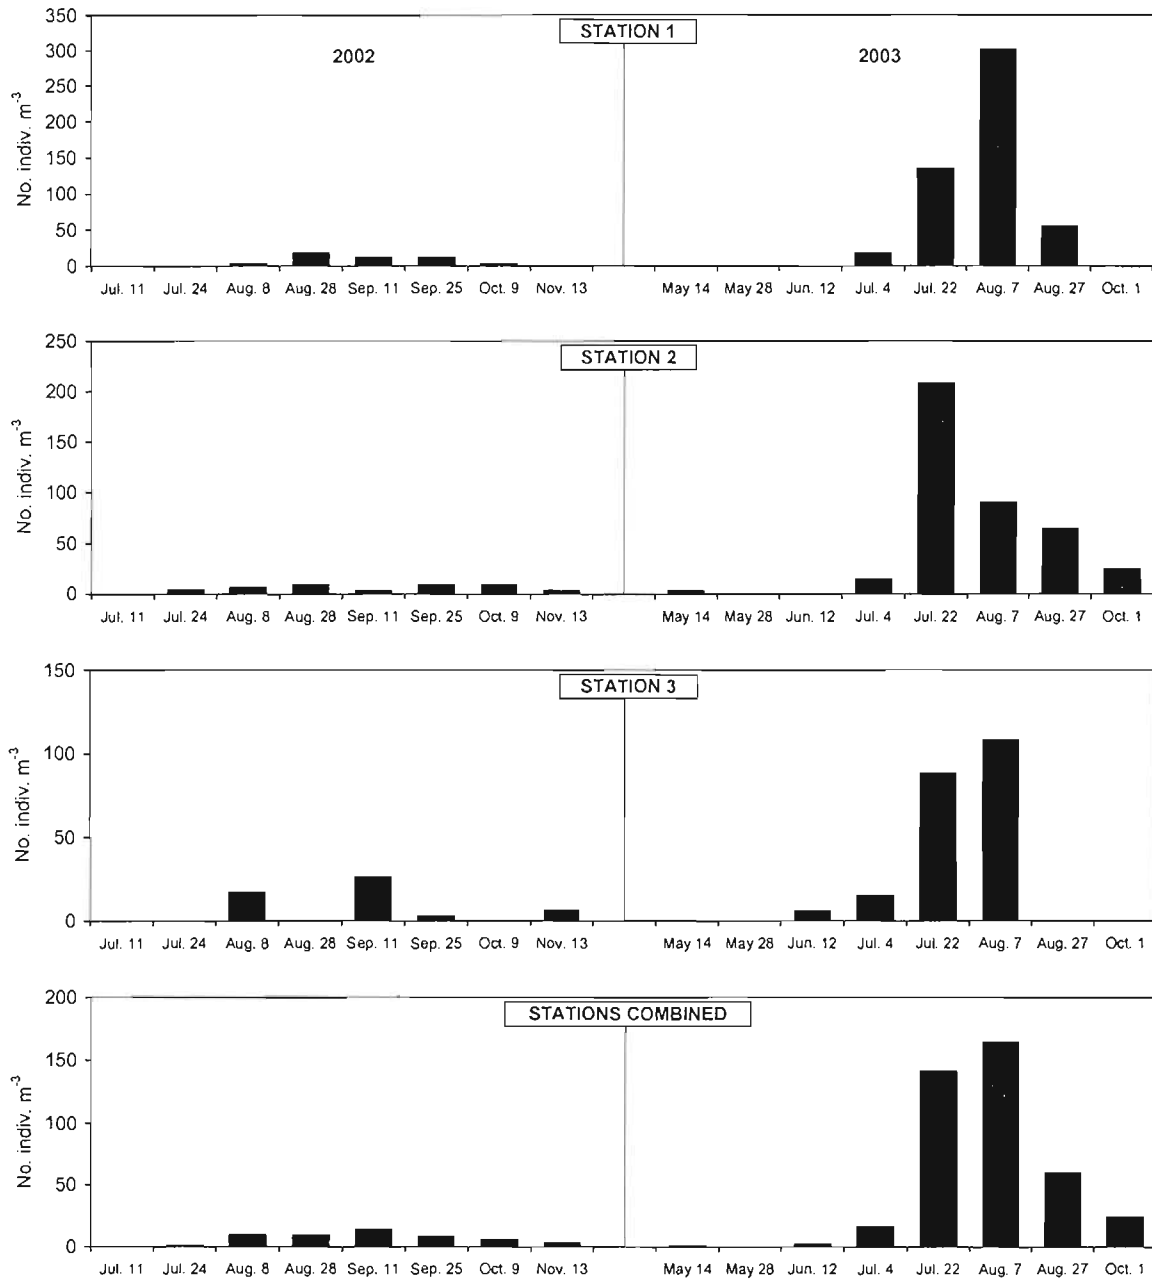 STATION 1
2002
2003
No. indiv. m-3
350
300
250
200
150
100
50
0
Jul. 11 Jul. 24 Aug. 8 Aug. 28 Sep. 11 Sep. 25 Oct. 9 Nov. 13 May 14 May 28 Jun. 12 Jul. 4 Jul. 22 Aug. 7 Aug. 27 Oct. 1
STATION 2
No. indiv. m-3
250
200
150
100
50
0
Jul. 11 Jul. 24 Aug. 8 Aug. 28 Sep. 11 Sep. 25 Oct. 9 Nov. 13 May 14 May 28 Jun. 12 Jul. 4 Jul. 22 Aug. 7 Aug. 27 Oct. 1
STATION 3
No. indiv. m-3
150
100
50
0
Jul. 11 Jul. 24 Aug. 8 Aug. 28 Sep. 11 Sep. 25 Oct. 9 Nov. 13 May 14 May 28 Jun. 12 Jul. 4 Jul. 22 Aug. 7 Aug. 27 Oct. 1
STATIONS COMBINED
No. indiv. m-3
200
150
100
50
0
Jul. 11 Jul. 24 Aug. 8 Aug. 28 Sep. 11 Sep. 25 Oct. 9 Nov. 13 May 14 May 28 Jun. 12 Jul. 4 Jul. 22 Aug. 7 Aug. 27 Oct. 1